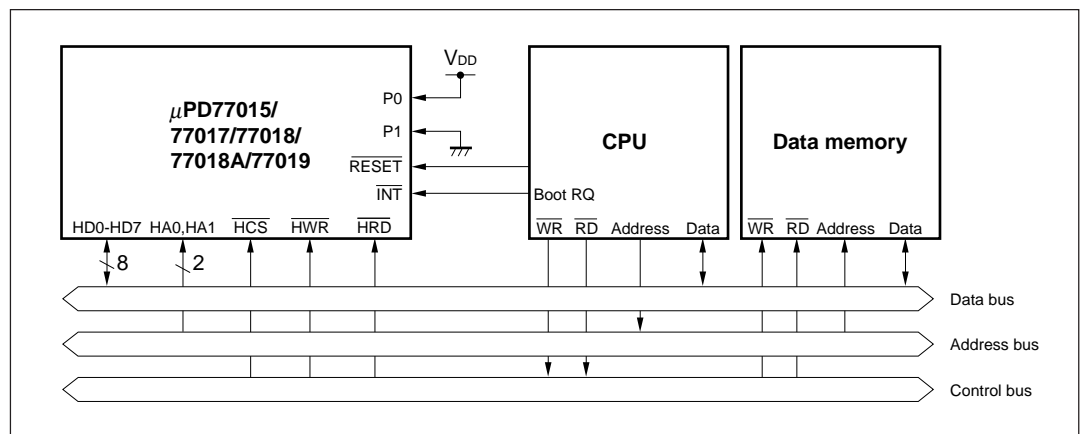 VDD
P0
μPD77015/
77017/77018/
77018A/77019
P1
CPU
Data memory
RESET
INT
Boot RQ
HD0-HD7 HA0,HA1 HCS HWR HRD
WR RD Address Data
WR RD Address Data
8
2
Data bus
Address bus
Control bus